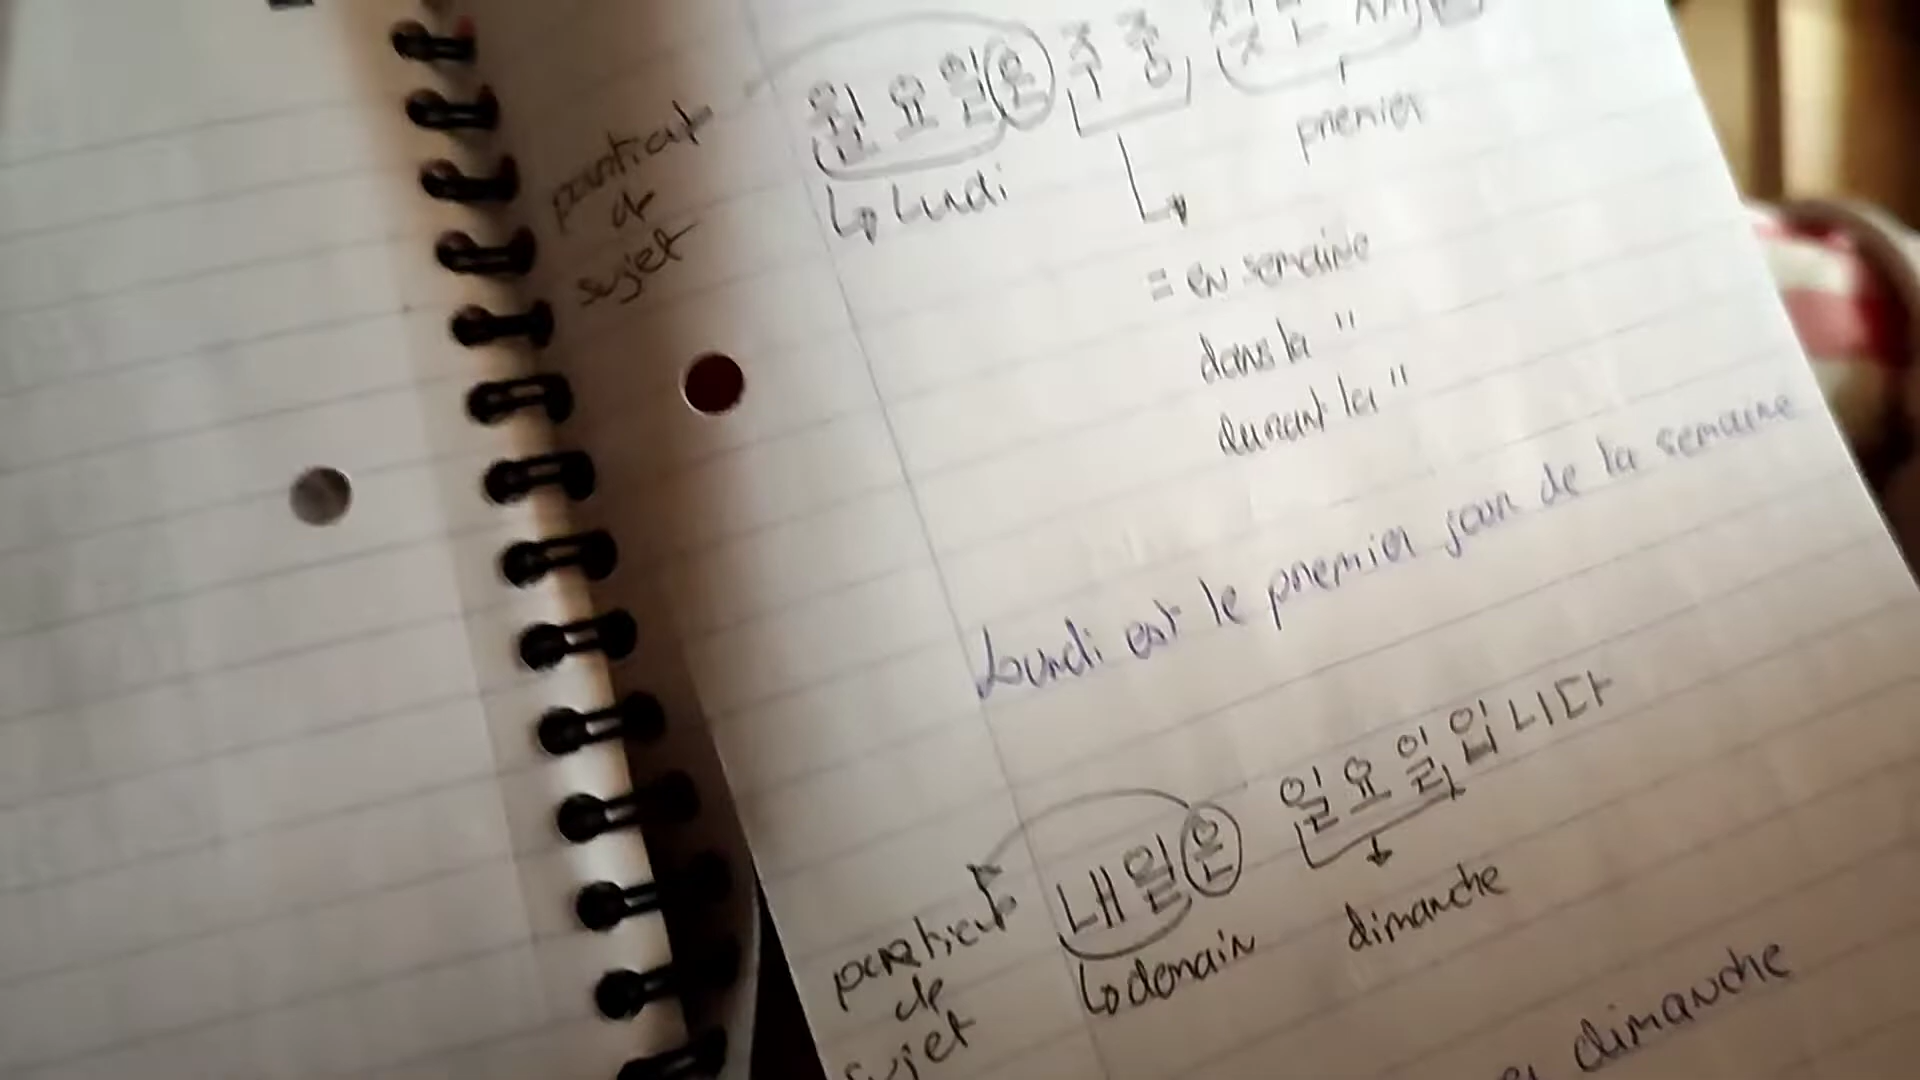 월요일은 주중
particul
de
sujet
Lundi
premier
= en semaine
dans la "
durant la "
Lundi est le premier jour de la semaine
내일은 일요일입니다
particul
de
sujet
demain
dimanche
dimanche